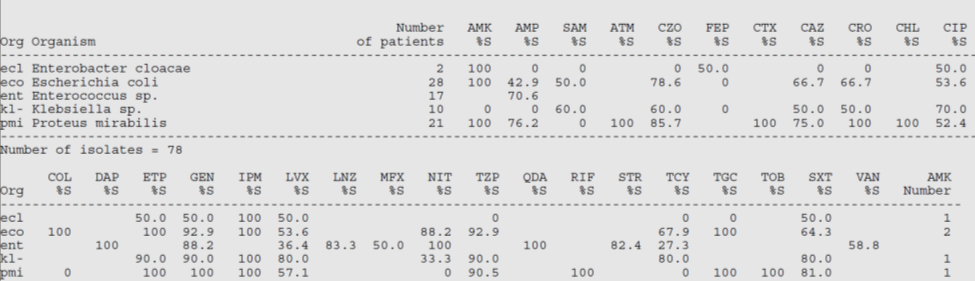 Number AMK AMP SAM ATM CZO FEP CTX CAZ CRO CHL CIP
Org Organism of patients %S %S %S %S %S %S %S %S %S %S %S
ecl Enterobacter cloacae 2 100 0 0 0 50.0 0 0 50.0
eco Escherichia coli 28 100 42.9 50.0 78.6 0 66.7 66.7 53.6
ent Enterococcus sp. 17 70.6
kl- Klebsiella sp. 10 0 0 60.0 60.0 0 50.0 50.0 70.0
pmi Proteus mirabilis 21 100 76.2 0 100 85.7 100 75.0 100 100 52.4
Number of isolates = 78
COL DAP ETP GEN IPM LVX LNZ MFX NIT TZP QDA RIF STR TCY TGC TOB SXT VAN AMK
Org %S %S %S %S %S %S %S %S %S %S %S %S %S %S %S %S %S %S Number
ecl 50.0 50.0 100 50.0 0 0 0 50.0 1
eco 100 100 92.9 100 53.6 88.2 92.9 67.9 100 64.3 2
ent 100 88.2 36.4 83.3 50.0 100 100 82.4 27.3 58.8
kl- 90.0 90.0 100 80.0 33.3 90.0 80.0 80.0 1
pmi 0 100 100 100 57.1 0 90.5 100 0 100 100 81.0 1